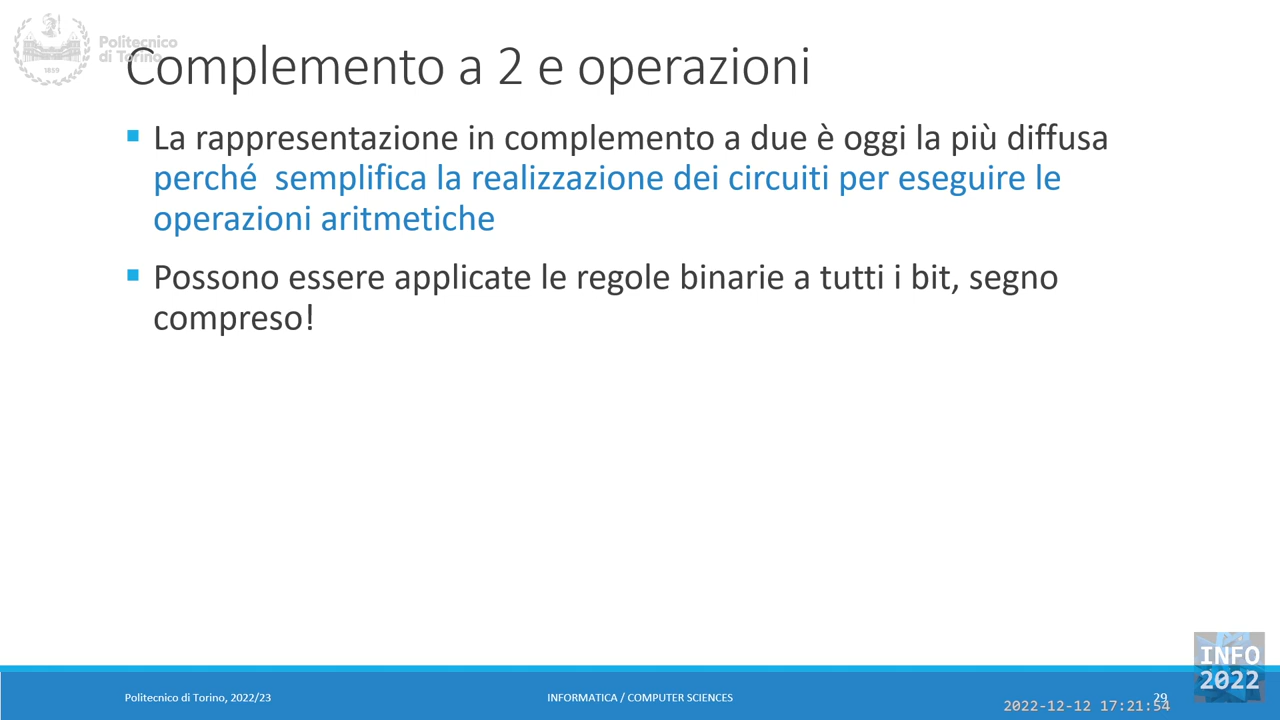 Politecnico
di Torino
1859
Complemento a 2 e operazioni
La rappresentazione in complemento a due è oggi la più diffusa
perché  semplifica la realizzazione dei circuiti per eseguire le
operazioni aritmetiche
Possono essere applicate le regole binarie a tutti i bit, segno
compreso!
INFO
2022
Politecnico di Torino, 2022/23
INFORMATICA / COMPUTER SCIENCES
29
2022-12-12 17:21:54